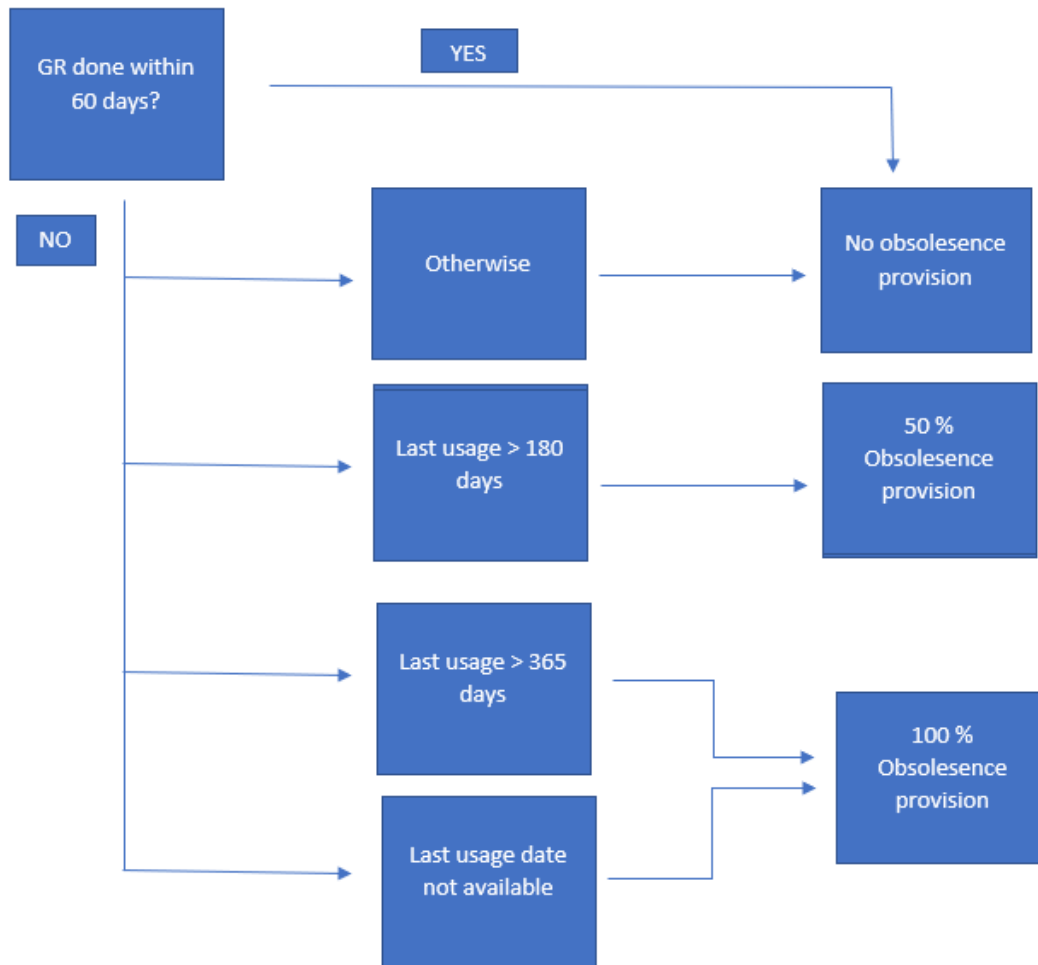 GR done within
60 days?
YES
NO
Otherwise
No obsolesence
provision
Last usage > 180
days
50 %
Obsolesence
provision
Last usage > 365
days
100 %
Obsolesence
provision
Last usage date
not available